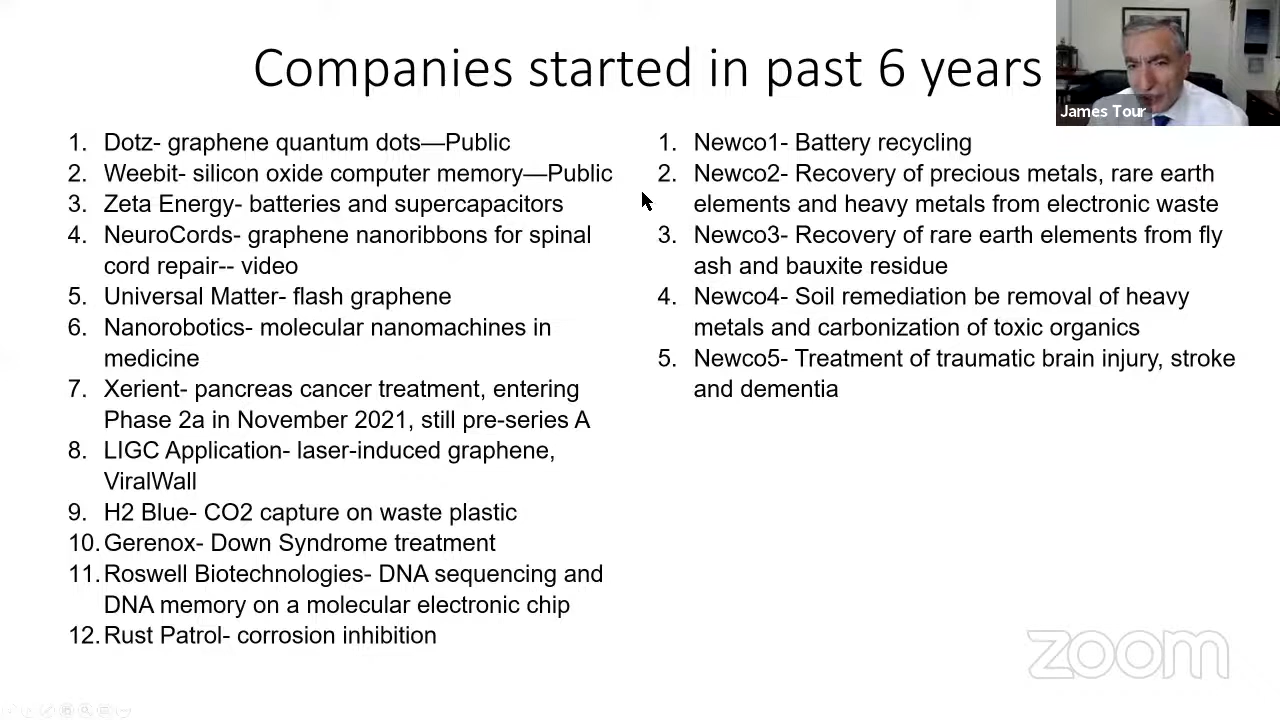 Companies started in past 6 years
James Tour
1. Dotz- graphene quantum dots—Public
2. Weebit- silicon oxide computer memory—Public
3. Zeta Energy- batteries and supercapacitors
4. NeuroCords- graphene nanoribbons for spinal
cord repair-- video
5. Universal Matter- flash graphene
6. Nanorobotics- molecular nanomachines in
medicine
7. Xerient- pancreas cancer treatment, entering
Phase 2a in November 2021, still pre-series A
8. LIGC Application- laser-induced graphene,
ViralWall
9. H2 Blue- CO2 capture on waste plastic
10. Gerenox- Down Syndrome treatment
11. Roswell Biotechnologies- DNA sequencing and
DNA memory on a molecular electronic chip
12. Rust Patrol- corrosion inhibition
1. Newco1- Battery recycling
2. Newco2- Recovery of precious metals, rare earth
elements and heavy metals from electronic waste
3. Newco3- Recovery of rare earth elements from fly
ash and bauxite residue
4. Newco4- Soil remediation be removal of heavy
metals and carbonization of toxic organics
5. Newco5- Treatment of traumatic brain injury, stroke
and dementia
zoom